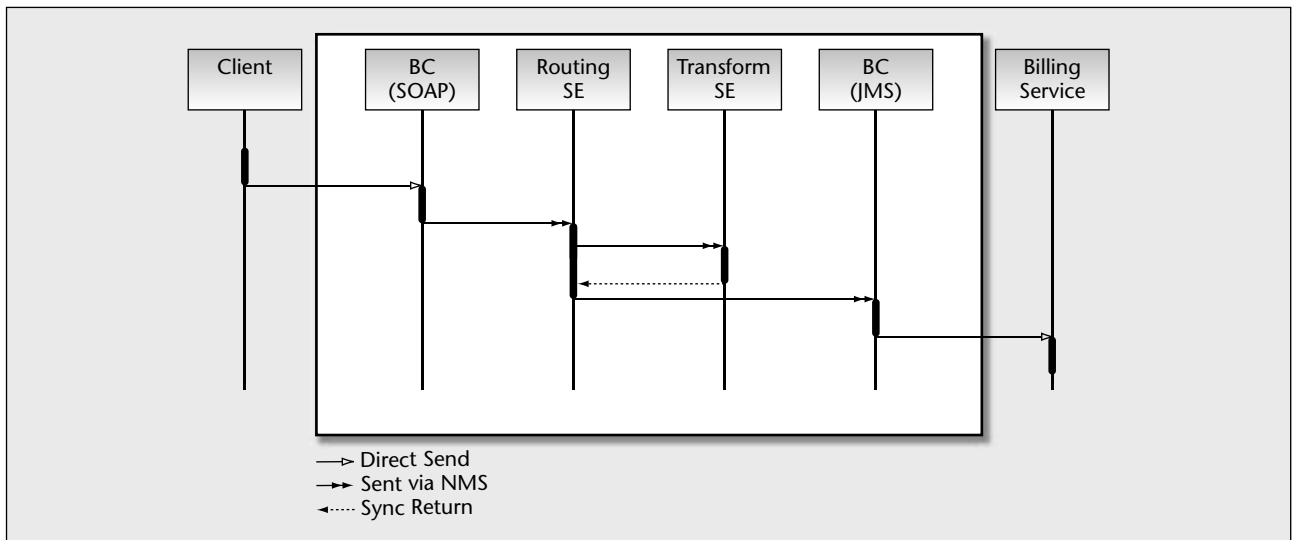 Client
BC
(SOAP)
Routing
SE
Transform
SE
BC
(JMS)
Billing
Service
Direct Send
Sent via NMS
Sync Return